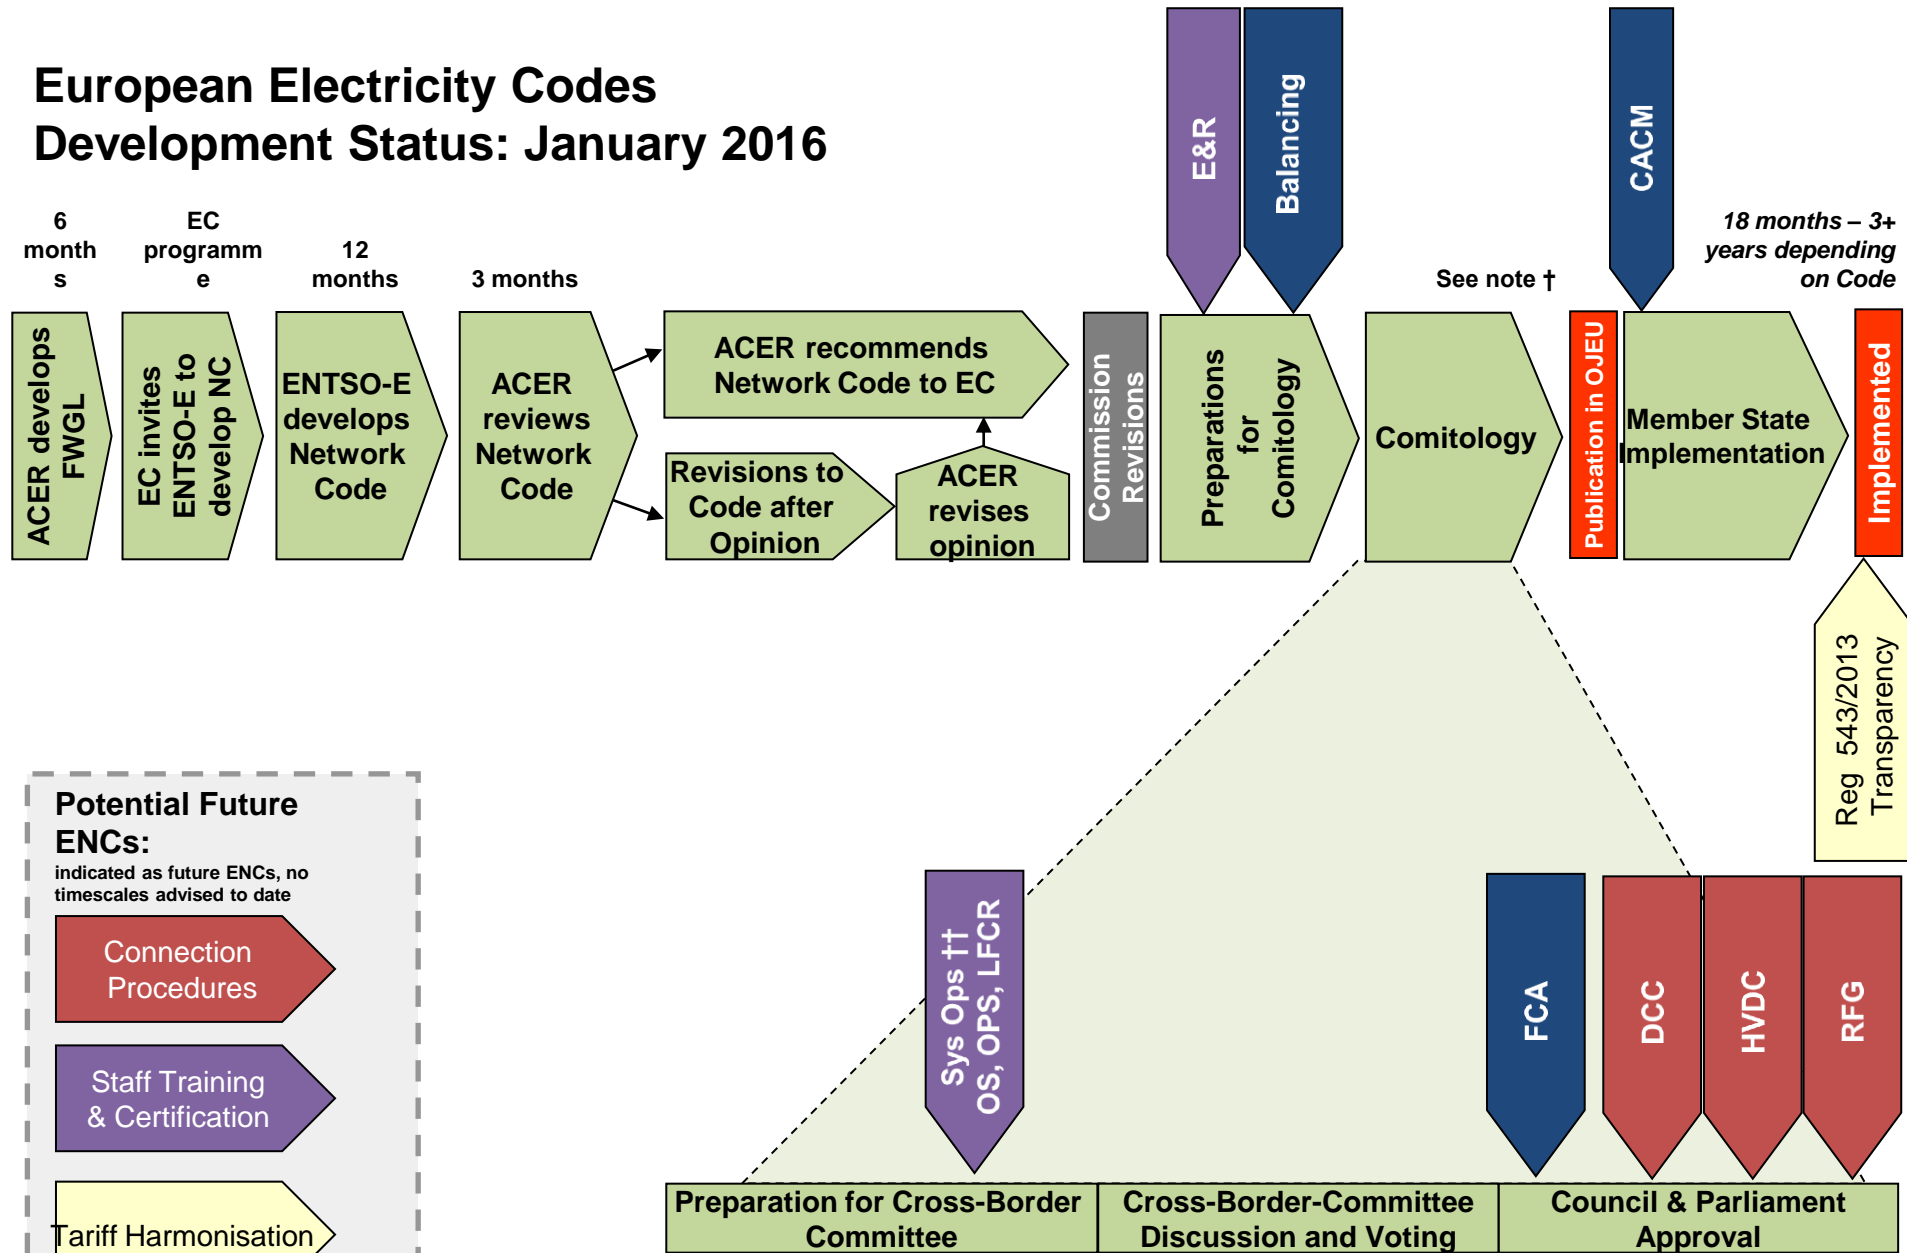 European Electricity Codes
Development Status: January 2016
E&R
Balancing
CACM
6
month
s
EC
programm
e
12
months
3 months
See note †
18 months – 3+
years depending
on Code
ACER develops
FWGL
EC invites
ENTSO-E to
develop NC
ENTSO-E
develops
Network
Code
ACER
reviews
Network
Code
ACER recommends
Network Code to EC
Revisions to
Code after
Opinion
ACER
revises
opinion
Commission
Revisions
Preparations
for
Comitology
Comitology
Publication in OJEU
Member State
Implementation
Implemented
Reg 543/2013
Transparency
Potential Future
ENCs:
indicated as future ENCs, no
timescales advised to date
Connection
Procedures
Staff Training
& Certification
Tariff Harmonisation
Sys Ops ††
OS, OPS, LFCR
FCA
DCC
HVDC
RFG
Preparation for Cross-Border
Committee
Cross-Border-Committee
Discussion and Voting
Council & Parliament
Approval